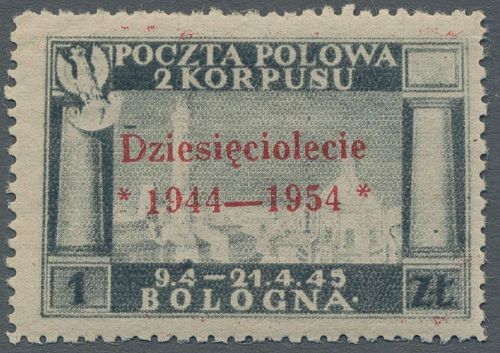 POCZTA POLOWA
2 KORPUSU
Dziesięciolecie
* 1944—1954 *
1
9.4–21.4.45
ZŁ
BOLOGNA·